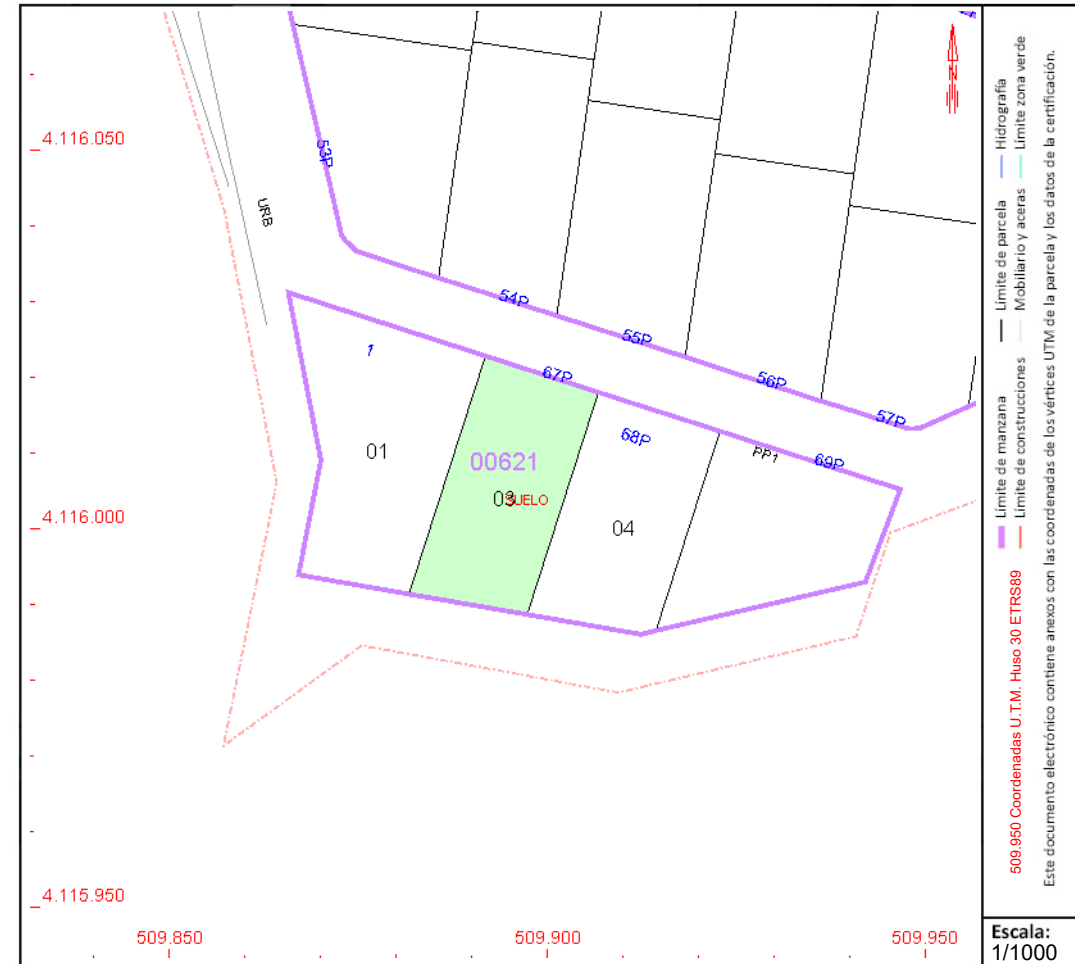 4.116.050
4.116.000
4.115.950
509.850
509.900
509.950
53P
URB
54P
55P
56P
57P
1
67P
68P
PP1
69P
01
00621
03
SUELO
04
N
Límite de manzana
Límite de parcela
Hidrografía
Límite de construcciones
Mobiliario y aceras
Límite zona verde
509.950 Coordenadas U.T.M. Huso 30 ETRS89
Este documento electrónico contiene anexos con las coordenadas de los vértices UTM de la parcela y los datos de la certificación.
Escala:
1/1000